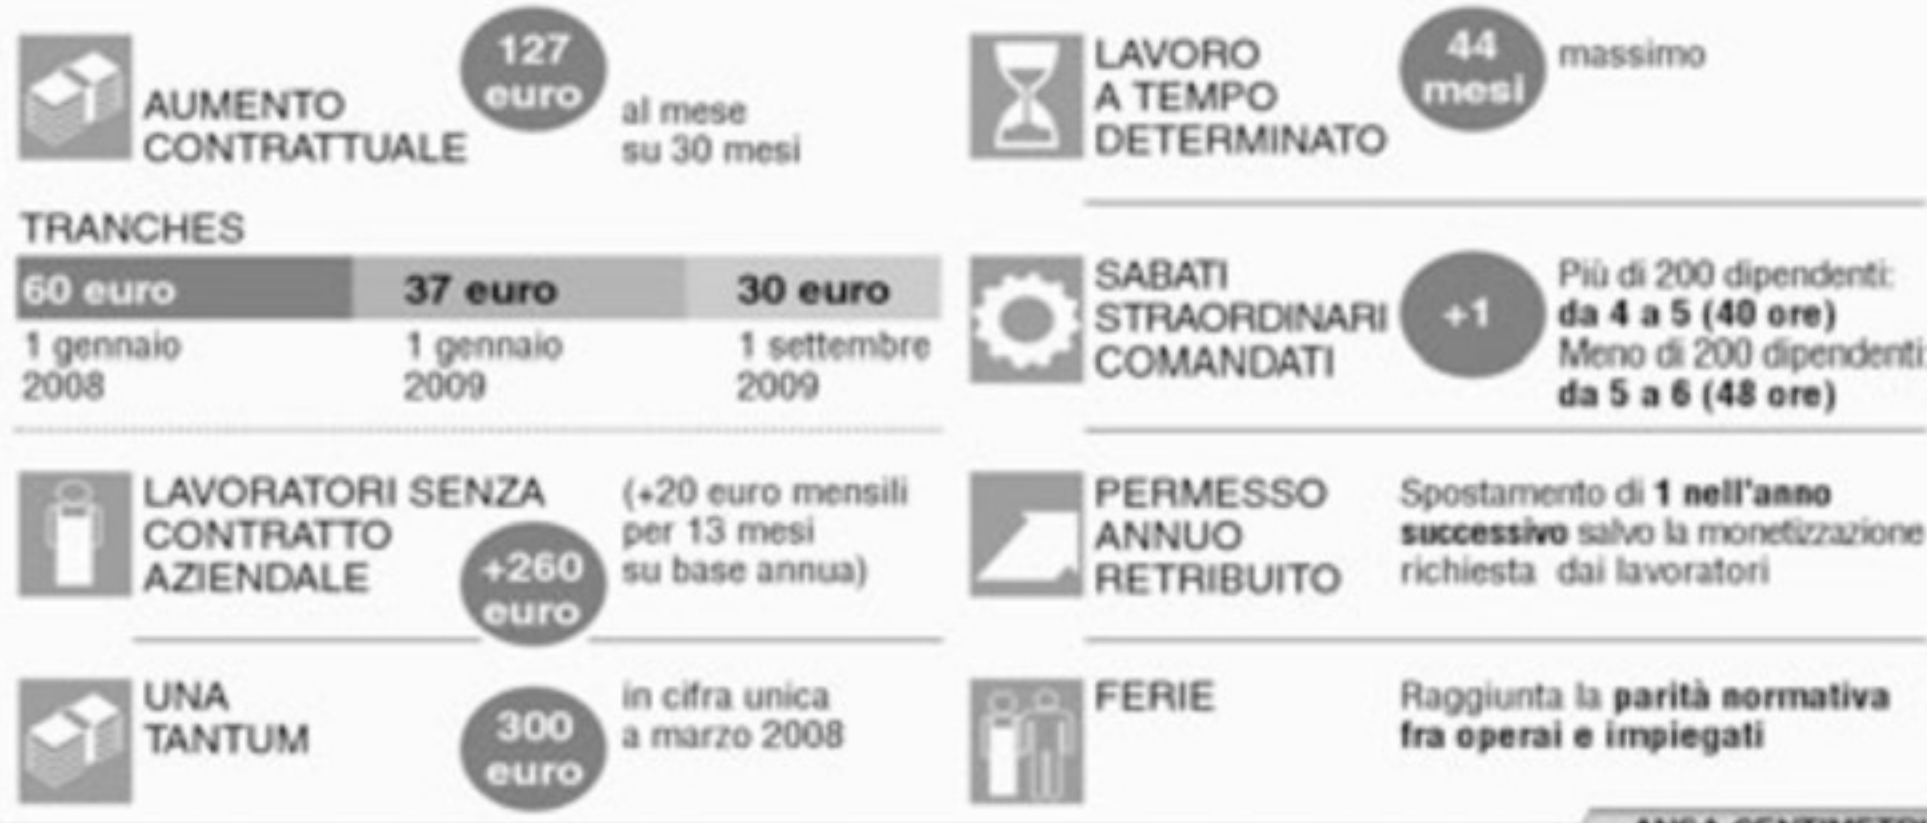 AUMENTO
CONTRATTUALE
127
euro
al mese
su 30 mesi
TRANCHES
60 euro
37 euro
30 euro
1 gennaio
2008
1 gennaio
2009
1 settembre
2009
LAVORATORI SENZA
CONTRATTO
AZIENDALE
+260
euro
(+20 euro mensili
per 13 mesi
su base annua)
UNA
TANTUM
300
euro
in cifra unica
a marzo 2008
LAVORO
A TEMPO
DETERMINATO
44
mesi
massimo
SABATI
STRAORDINARI
COMANDATI
+1
Più di 200 dipendenti:
da 4 a 5 (40 ore)
Meno di 200 dipendenti:
da 5 a 6 (48 ore)
PERMESSO
ANNUO
RETRIBUITO
Spostamento di 1 nell'anno
successivo salvo la monetizzazione
richiesta dai lavoratori
FERIE
Raggiunta la parità normativa
fra operai e impiegati